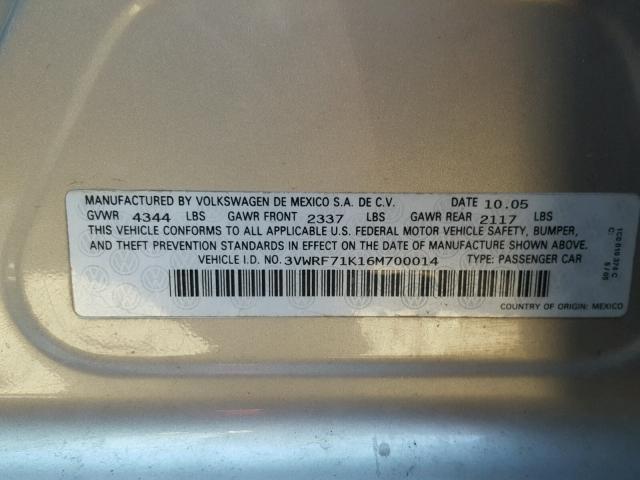 MANUFACTURED BY VOLKSWAGEN DE MEXICO S.A. DE C.V. DATE 10.05
GVWR 4344 LBS GAWR FRONT 2337 LBS GAWR REAR 2117 LBS
THIS VEHICLE CONFORMS TO ALL APPLICABLE U.S. FEDERAL MOTOR VEHICLE SAFETY, BUMPER,
AND THEFT PREVENTION STANDARDS IN EFFECT ON THE DATE OF MANUFACTURE SHOWN ABOVE.
VEHICLE I.D. NO. 3VWRF71K16M700014 TYPE: PASSENGER CAR
COUNTRY OF ORIGIN: MEXICO